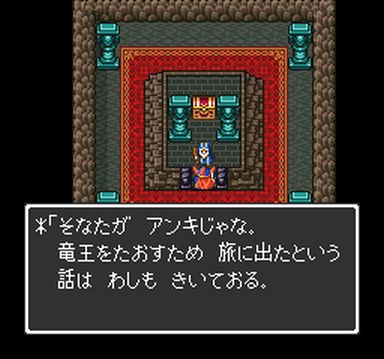 *「そなたが　アンキじゃな。
竜王をたおすため　旅に出たという
話は　わしも　きいておる。